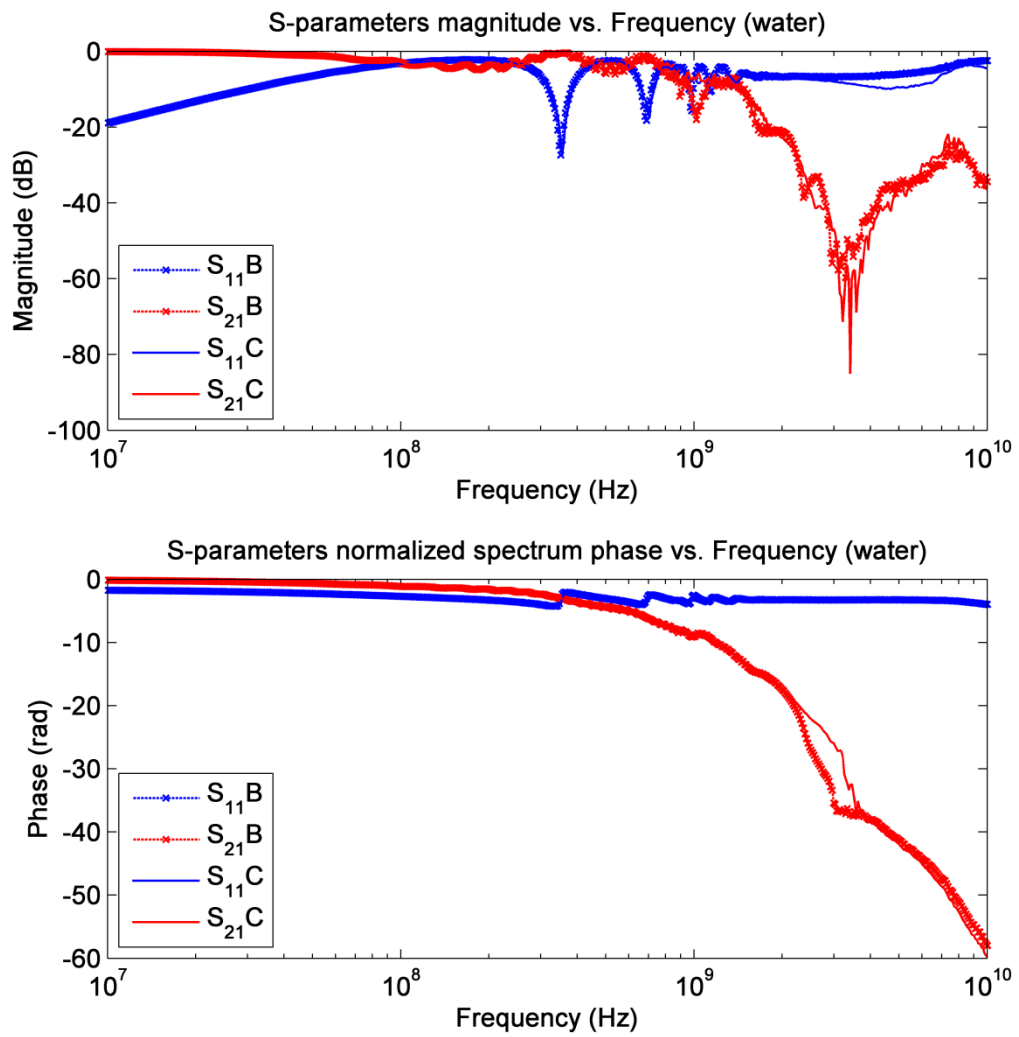 S-parameters magnitude vs. Frequency (water)
Magnitude (dB)
0
-20
-40
-60
-80
-100
S11B
S21B
S11C
S21C
10^7
10^8
10^9
10^10
Frequency (Hz)
S-parameters normalized spectrum phase vs. Frequency (water)
Phase (rad)
0
-10
-20
-30
-40
-50
-60
S11B
S21B
S11C
S21C
10^7
10^8
10^9
10^10
Frequency (Hz)